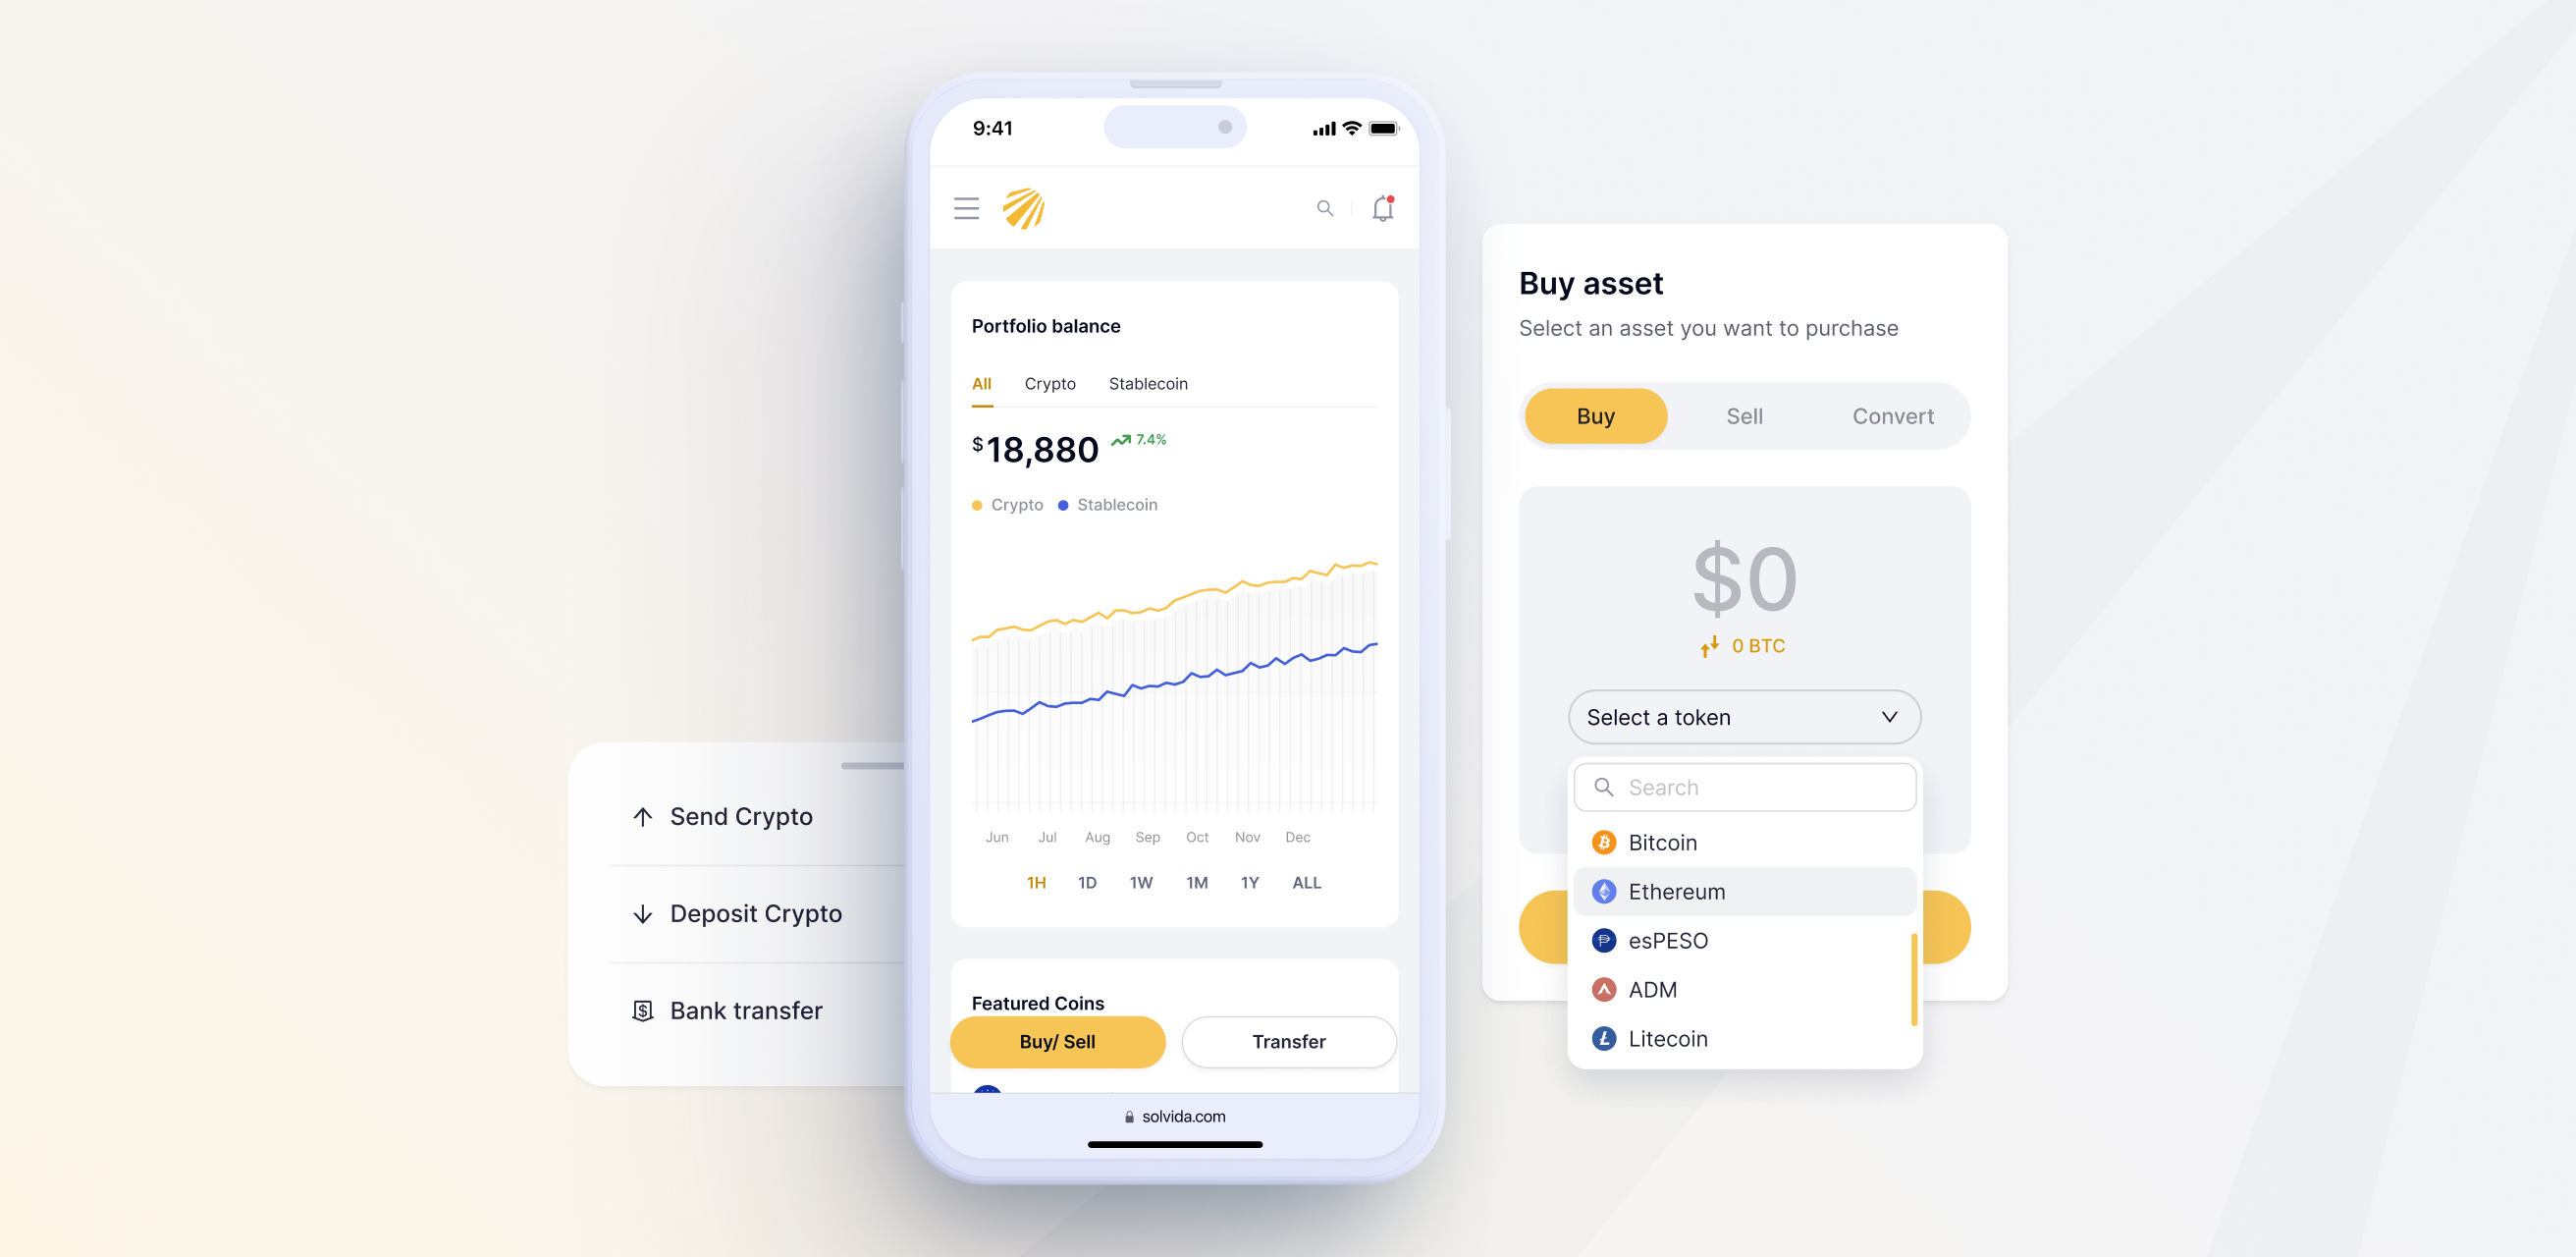 9:41
Portfolio balance
All Crypto Stablecoin
$18,880 7.4%
Crypto Stablecoin
Jun Jul Aug Sep Oct Nov Dec
1H 1D 1W 1M 1Y ALL
Featured Coins
Buy/ Sell Transfer
solvida.com
Send Crypto
Deposit Crypto
Bank transfer
Buy asset
Select an asset you want to purchase
Buy Sell Convert
$0
0 BTC
Select a token
Search
Bitcoin
Ethereum
esPESO
ADM
Litecoin